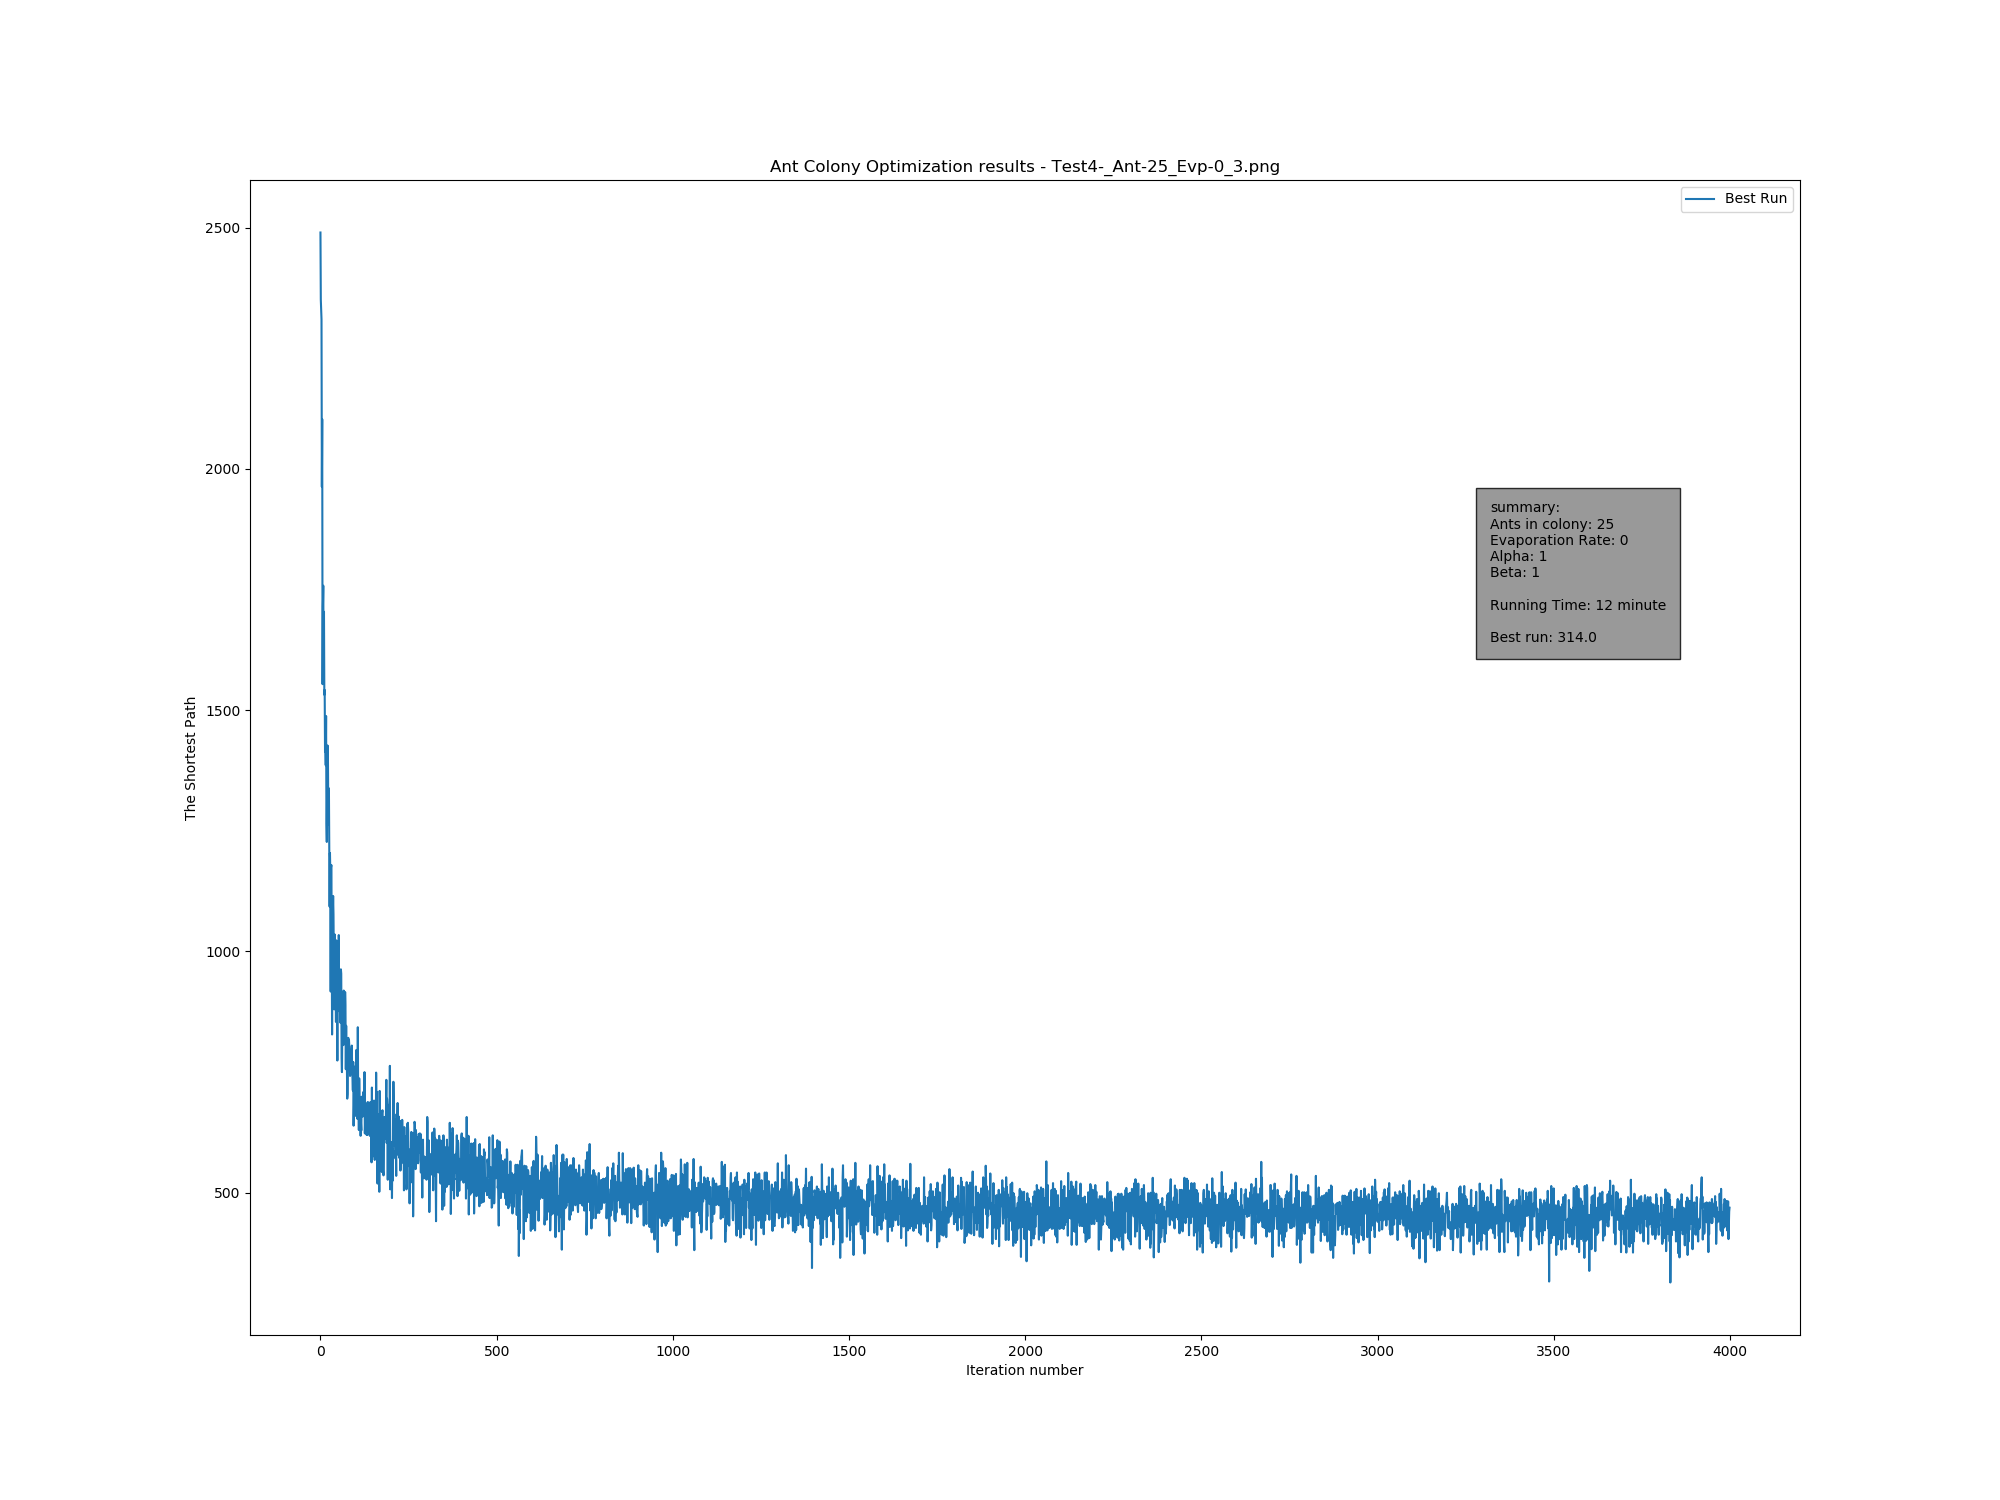 Ant Colony Optimization results - Test4-_Ant-25_Evp-0_3.png
Best Run
2500
2000
1500
1000
500
The Shortest Path
summary:
Ants in colony: 25
Evaporation Rate: 0
Alpha: 1
Beta: 1
Running Time: 12 minute
Best run: 314.0
0 500 1000 1500 2000 2500 3000 3500 4000
Iteration number